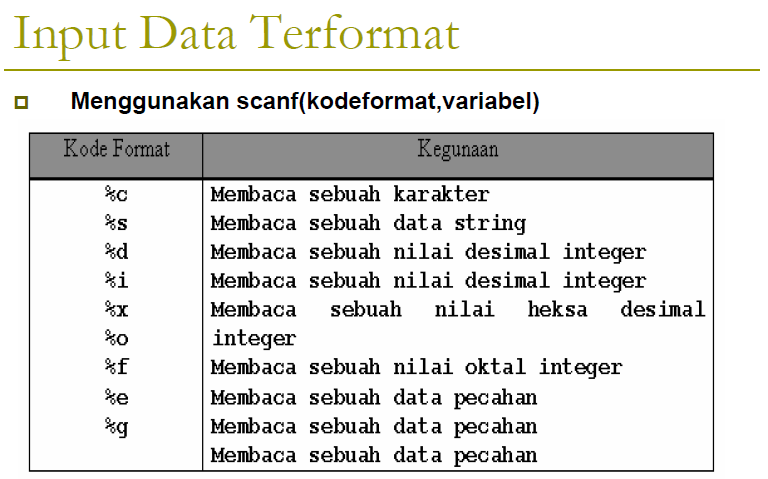 Input Data Terformat
Menggunakan scanf(kodeformat,variabel)
Kode Format Kegunaan
%c Membaca sebuah karakter
%s Membaca sebuah data string
%d Membaca sebuah nilai desimal integer
%i Membaca sebuah nilai desimal integer
%x Membaca sebuah nilai heksa desimal
%o integer
%f Membaca sebuah nilai oktal integer
%e Membaca sebuah data pecahan
%g Membaca sebuah data pecahan
Membaca sebuah data pecahan